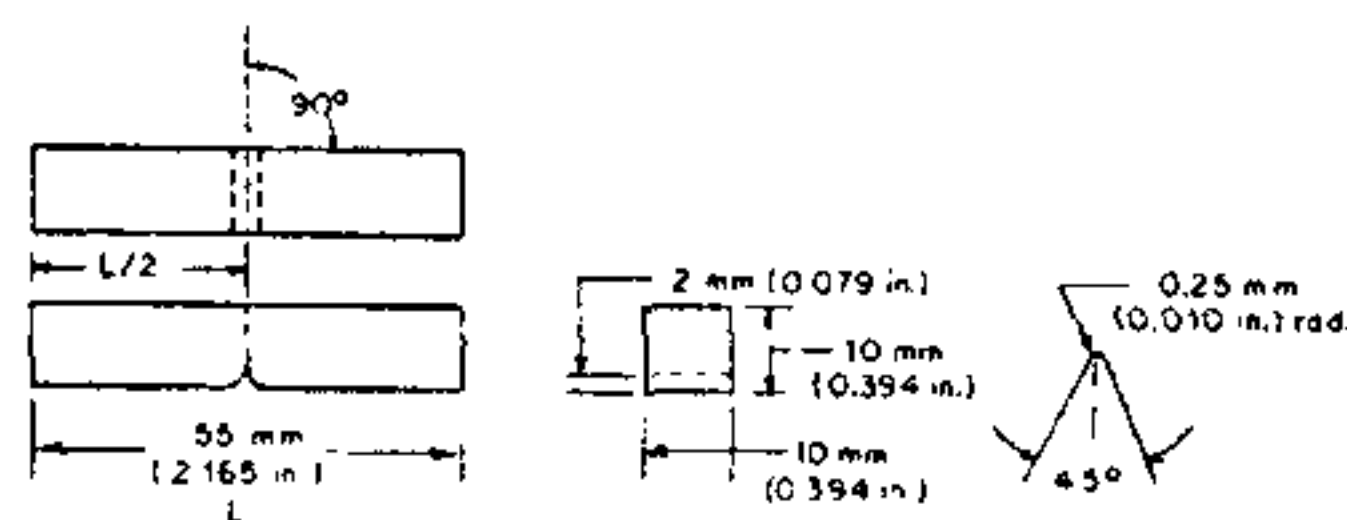 90°
L/2
2 mm (0.079 in.)
0.25 mm
(0.010 in.) rad.
10 mm
(0.394 in.)
55 mm
(2.165 in.)
10 mm
(0.394 in.)
45°
L